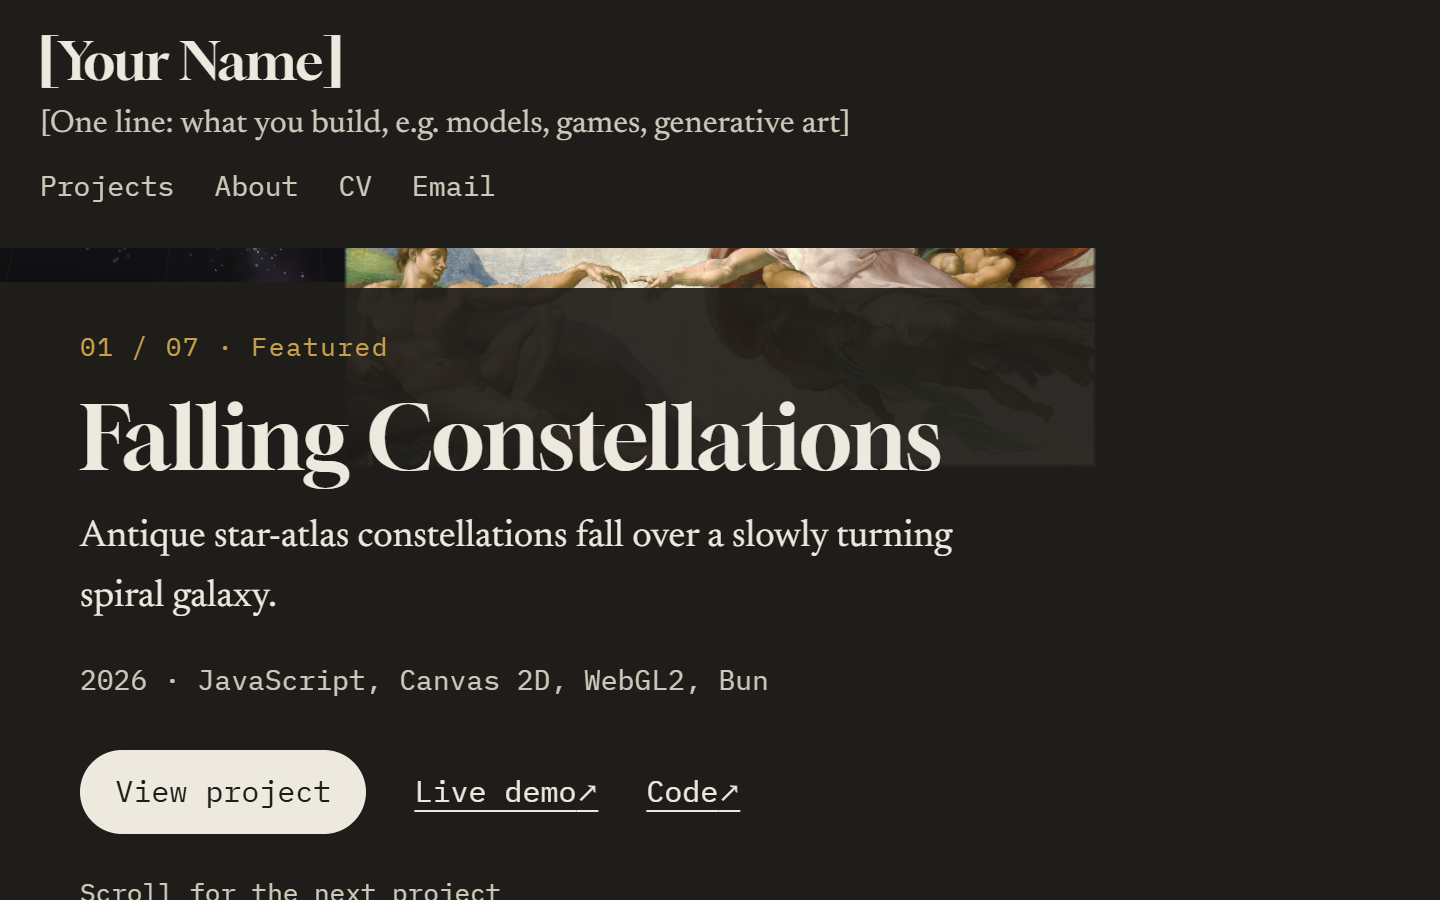 [Your Name]
[One line: what you build, e.g. models, games, generative art]
Projects About CV Email
01 / 07 · Featured
Falling Constellations
Antique star-atlas constellations fall over a slowly turning
spiral galaxy.
2026 · JavaScript, Canvas 2D, WebGL2, Bun
View project Live demo↗ Code↗
Scroll for the next project